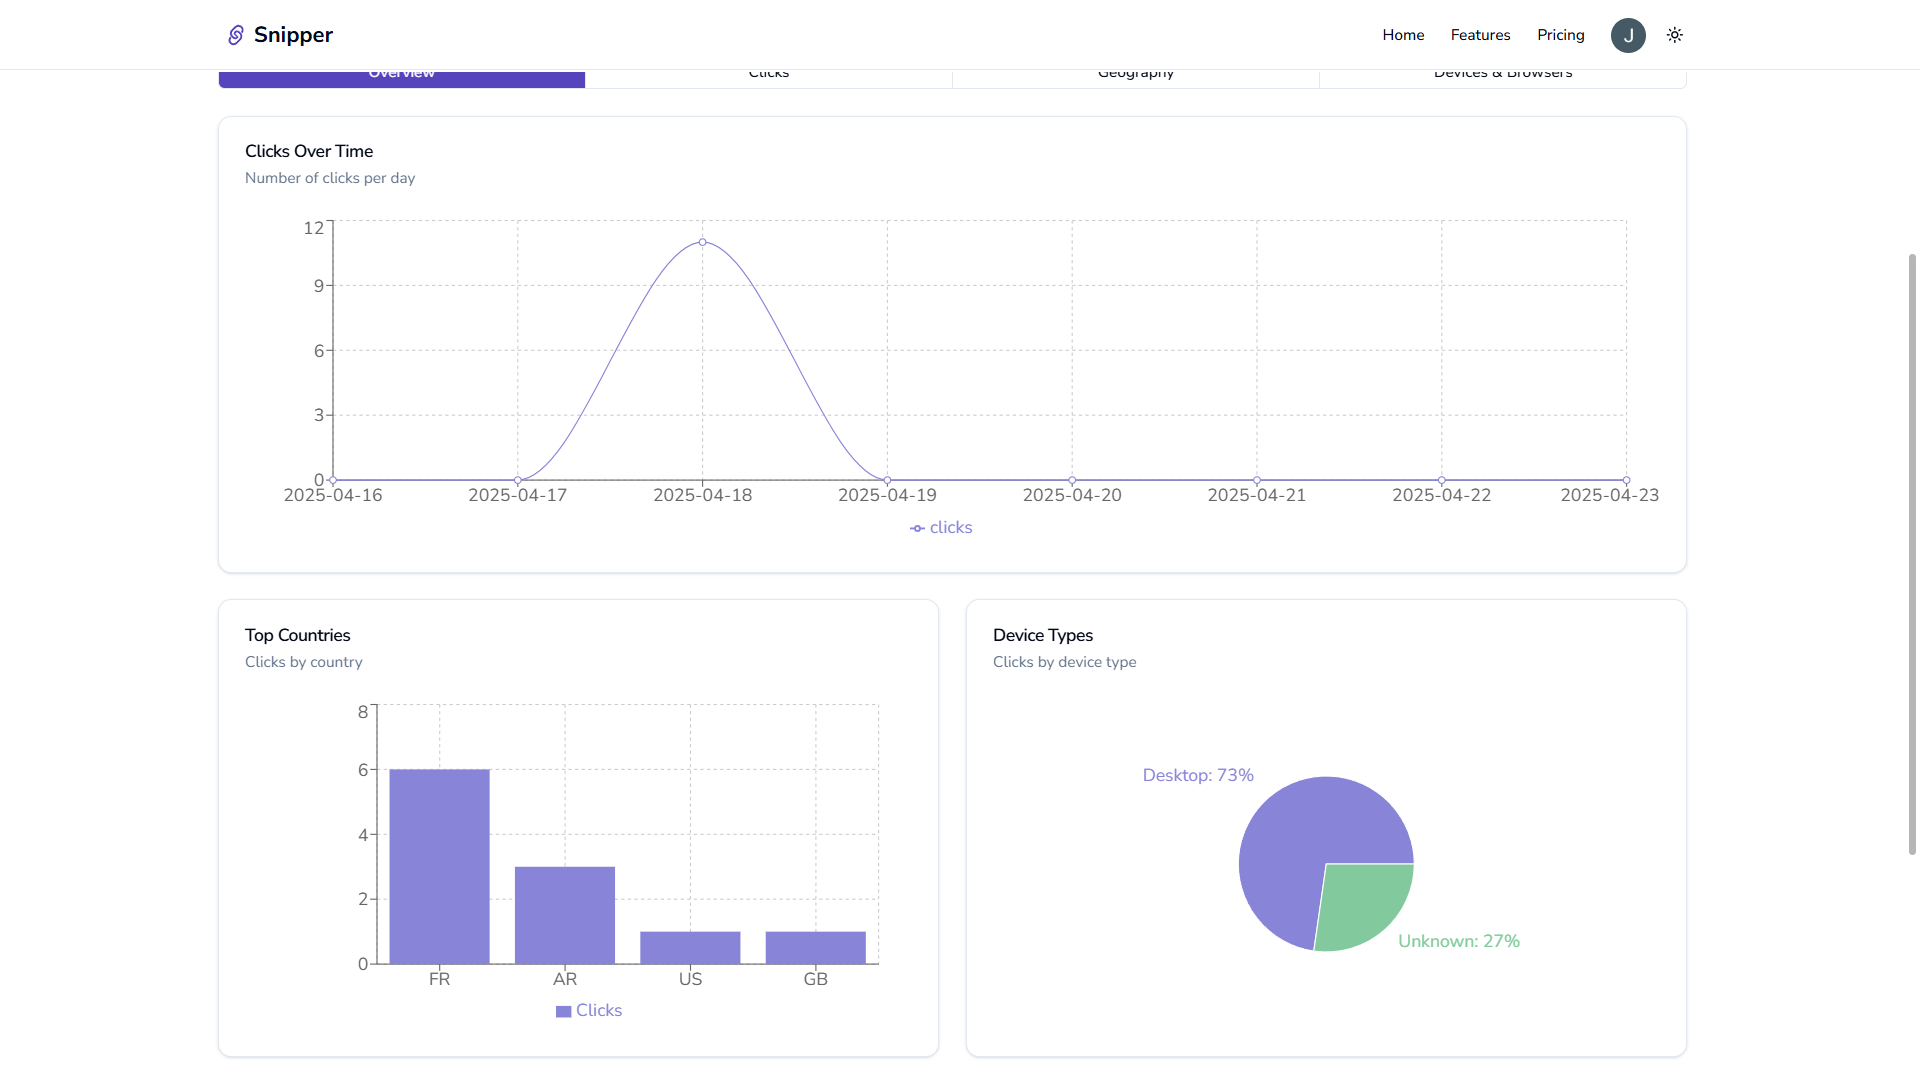 Snipper
Home Features Pricing J
Overview Clicks Geography Devices & Browsers
Clicks Over Time
Number of clicks per day
12
9
6
3
0
2025-04-16 2025-04-17 2025-04-18 2025-04-19 2025-04-20 2025-04-21 2025-04-22 2025-04-23
clicks
Top Countries
Clicks by country
8
6
4
2
0
FR AR US GB
Clicks
Device Types
Clicks by device type
Desktop: 73%
Unknown: 27%